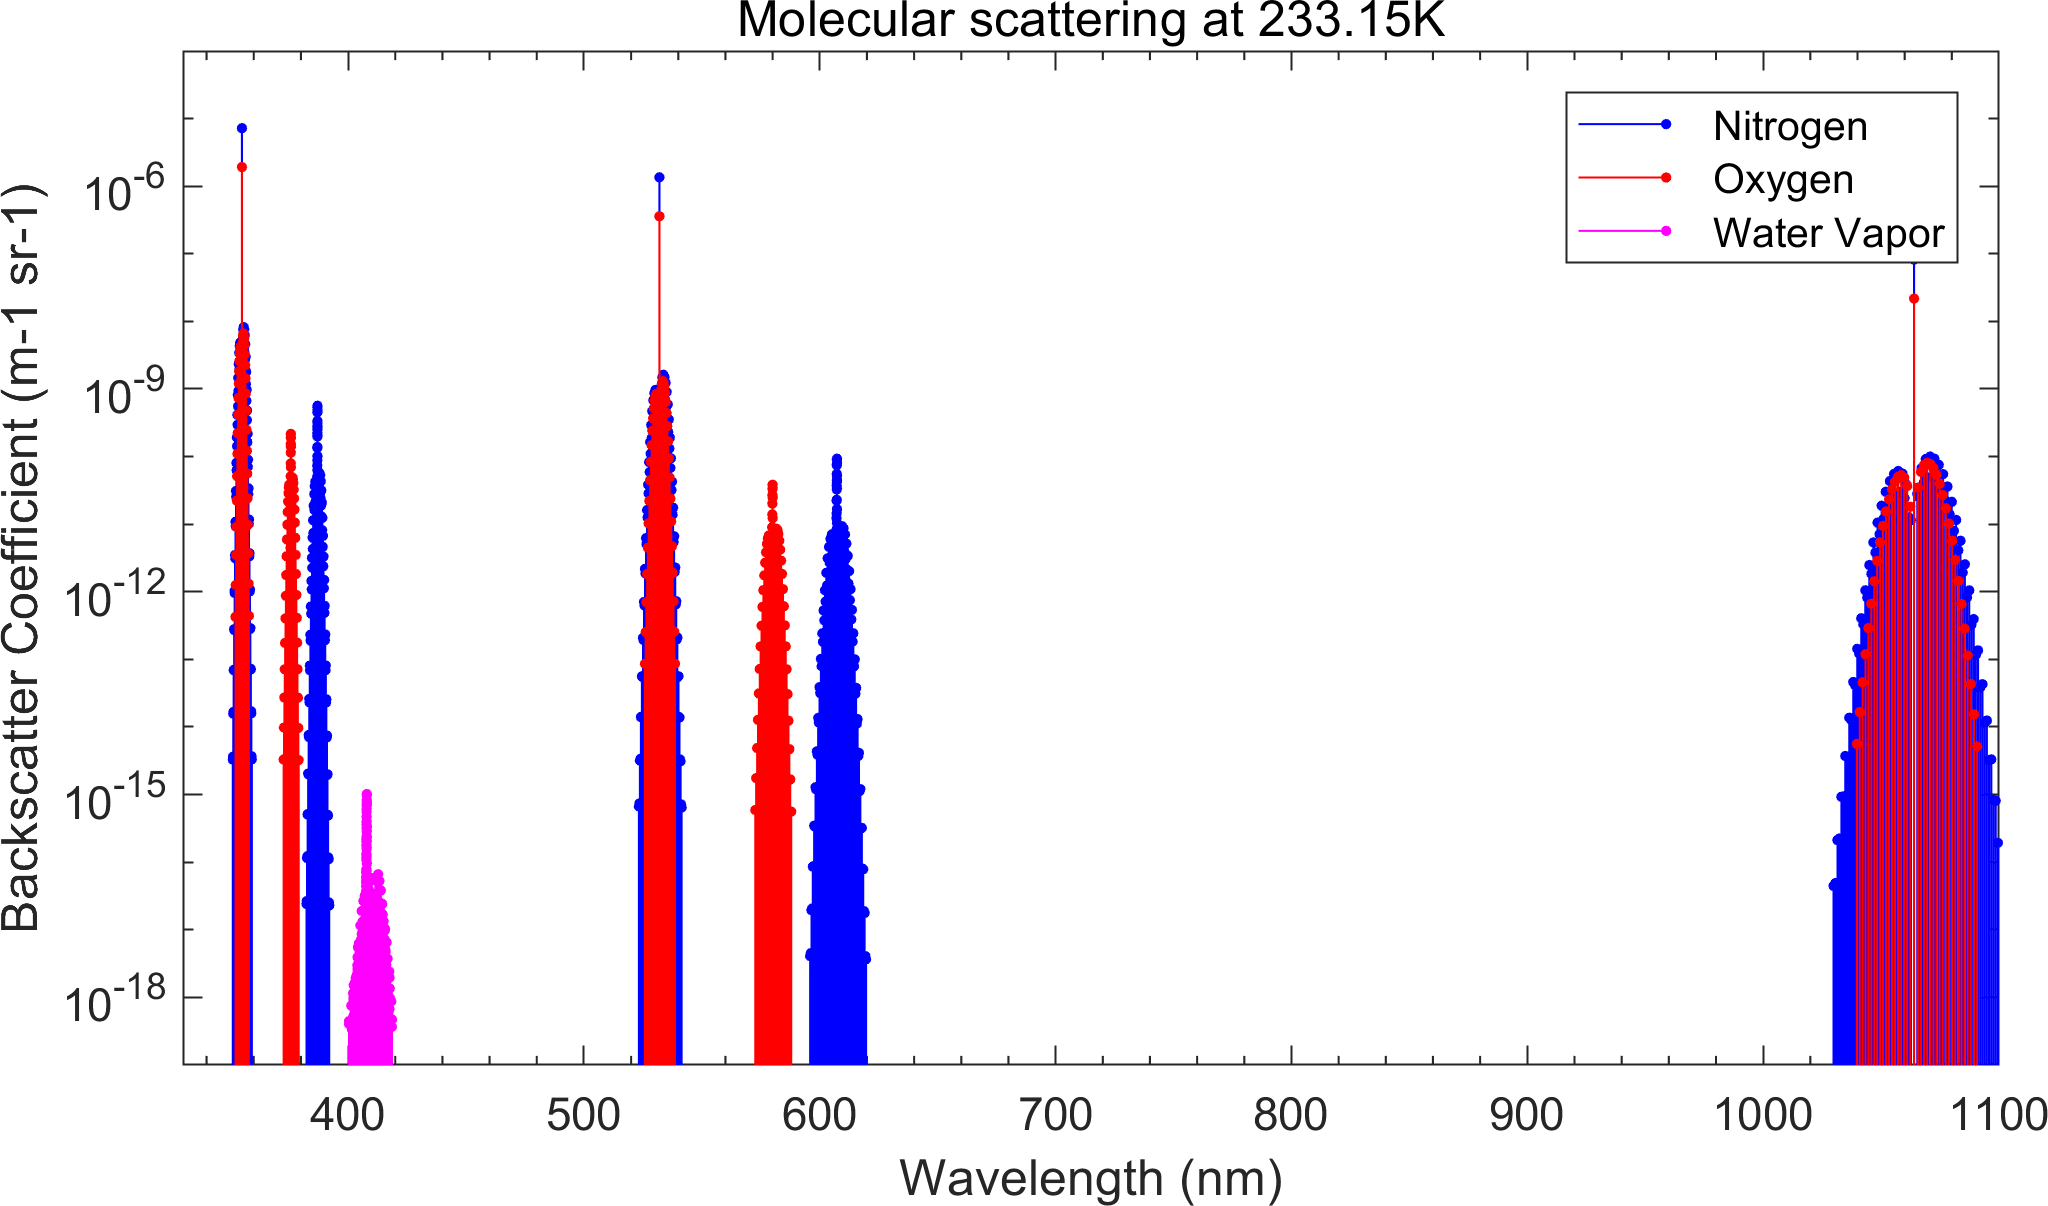 Molecular scattering at 233.15K
Nitrogen
Oxygen
Water Vapor
Backscatter Coefficient (m-1 sr-1)
10-6
10-9
10-12
10-15
10-18
400 500 600 700 800 900 1000 1100
Wavelength (nm)